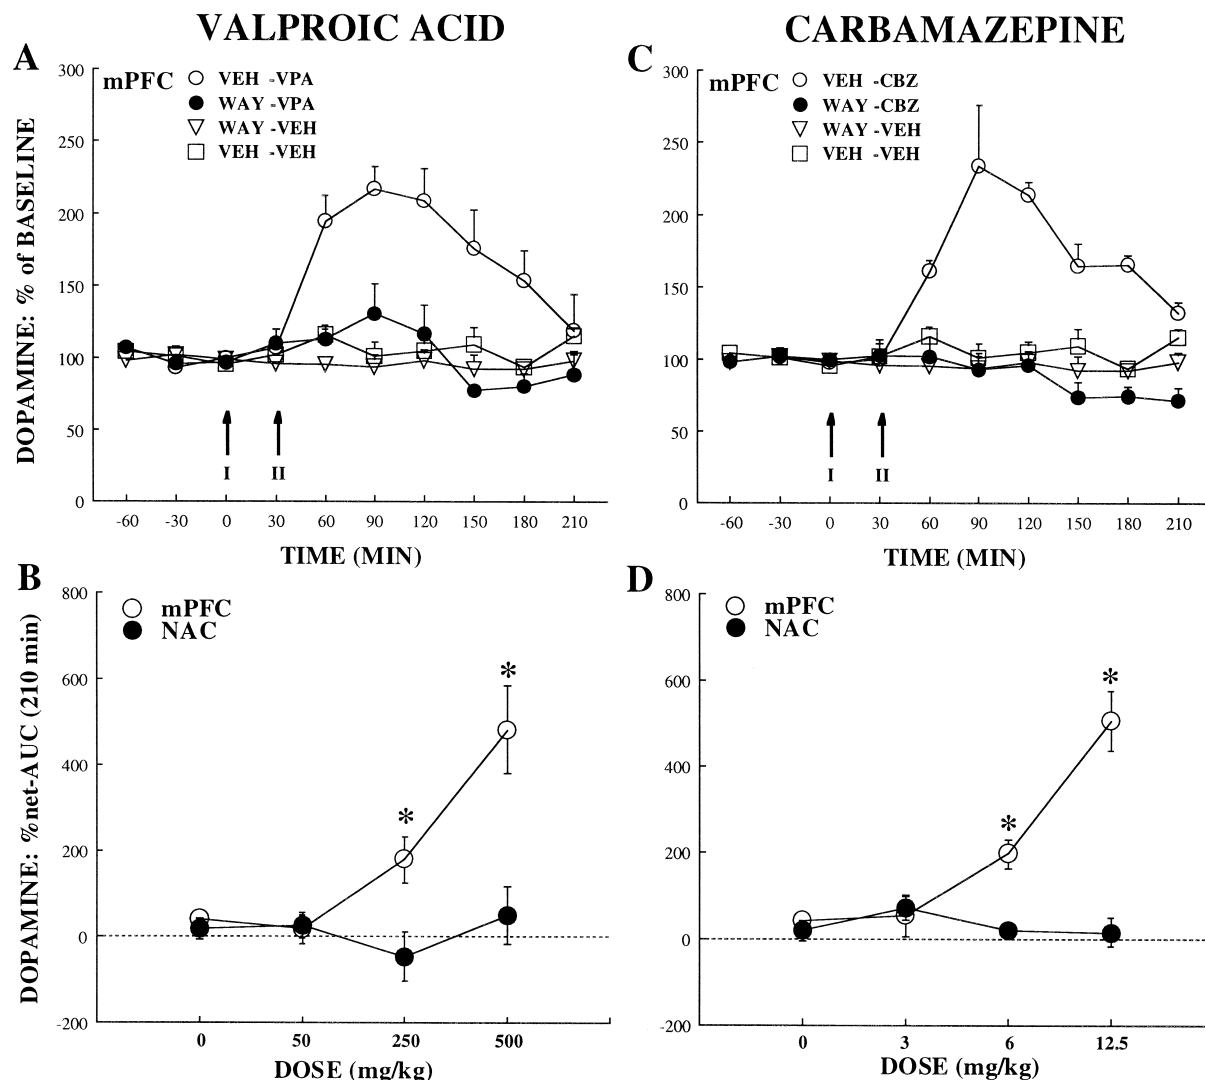 VALPROIC ACID
A
mPFC
VEH -VPA
WAY -VPA
WAY -VEH
VEH -VEH
DOPAMINE: % of BASELINE
300
250
200
150
100
50
0
I
II
-60 -30 0 30 60 90 120 150 180 210
TIME (MIN)
B
mPFC
NAC
DOPAMINE: %net-AUC (210 min)
800
600
400
200
0
-200
*
*
0 50 250 500
DOSE (mg/kg)
CARBAMAZEPINE
C
mPFC
VEH -CBZ
WAY -CBZ
WAY -VEH
VEH -VEH
300
250
200
150
100
50
0
I
II
-60 -30 0 30 60 90 120 150 180 210
TIME (MIN)
D
mPFC
NAC
800
600
400
200
0
-200
*
*
0 3 6 12.5
DOSE (mg/kg)